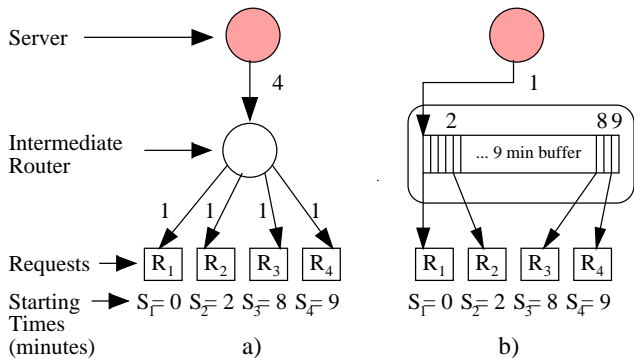 Server
4
1
Intermediate
Router
2
8 9
... 9 min buffer
1 1 1 1
Requests
R1 R2 R3 R4
R1 R2 R3 R4
Starting
Times
(minutes)
S1= 0 S2= 2 S3= 8 S4= 9
S1= 0 S2= 2 S3= 8 S4= 9
a)
b)